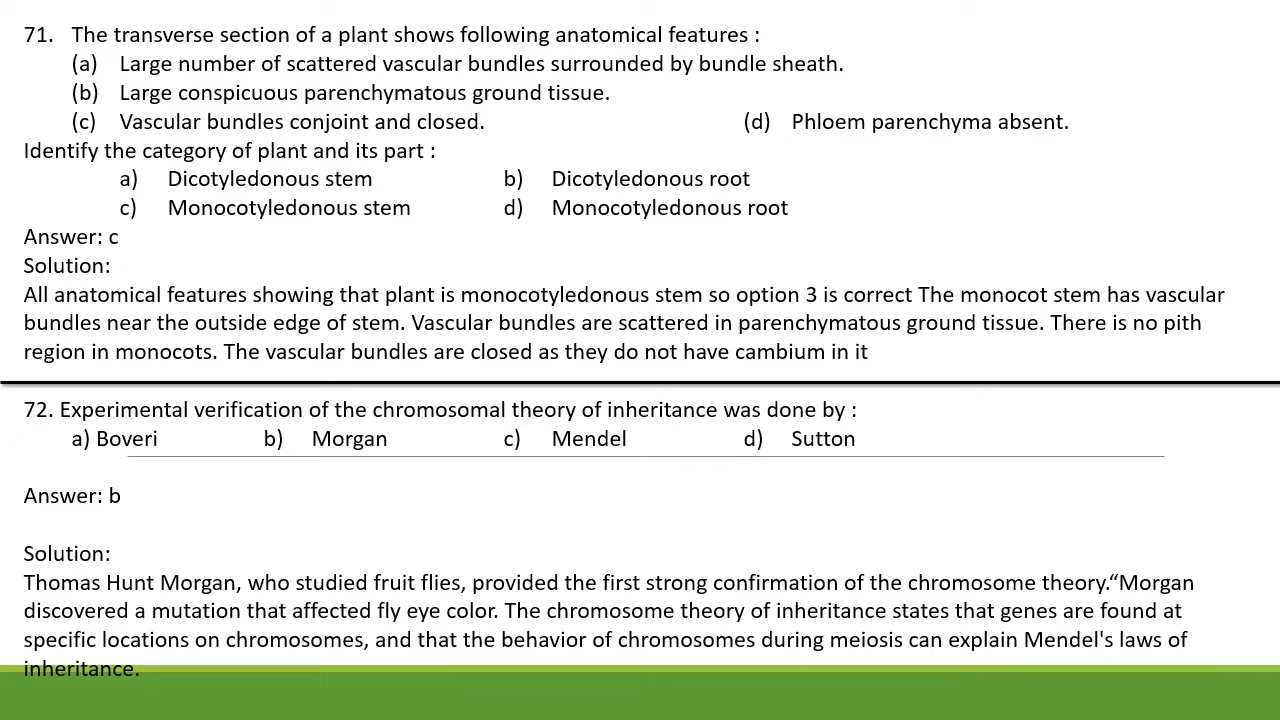 71. The transverse section of a plant shows following anatomical features :
(a) Large number of scattered vascular bundles surrounded by bundle sheath.
(b) Large conspicuous parenchymatous ground tissue.
(c) Vascular bundles conjoint and closed. (d) Phloem parenchyma absent.
Identify the category of plant and its part :
a) Dicotyledonous stem b) Dicotyledonous root
c) Monocotyledonous stem d) Monocotyledonous root
Answer: c
Solution:
All anatomical features showing that plant is monocotyledonous stem so option 3 is correct The monocot stem has vascular
bundles near the outside edge of stem. Vascular bundles are scattered in parenchymatous ground tissue. There is no pith
region in monocots. The vascular bundles are closed as they do not have cambium in it
72. Experimental verification of the chromosomal theory of inheritance was done by :
a) Boveri b) Morgan c) Mendel d) Sutton
Answer: b
Solution:
Thomas Hunt Morgan, who studied fruit flies, provided the first strong confirmation of the chromosome theory.“Morgan
discovered a mutation that affected fly eye color. The chromosome theory of inheritance states that genes are found at
specific locations on chromosomes, and that the behavior of chromosomes during meiosis can explain Mendel's laws of
inheritance.